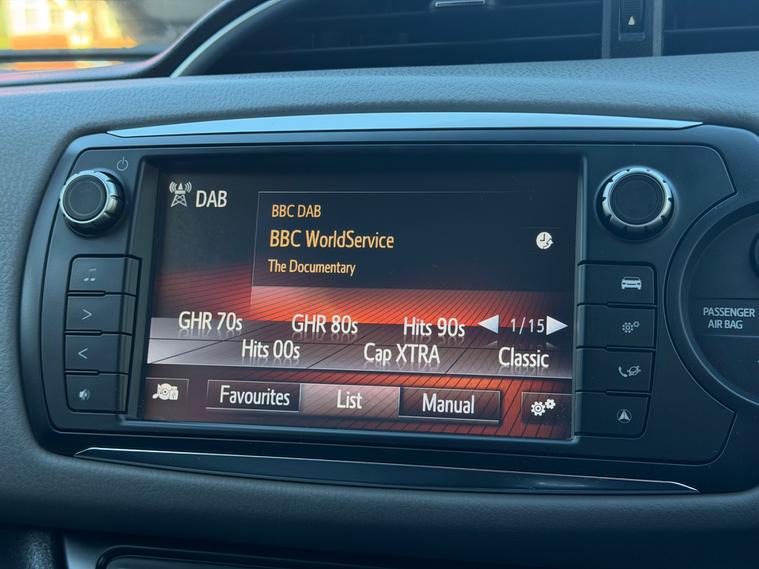 DAB
BBC DAB
BBC WorldService
The Documentary
GHR 70s GHR 80s Hits 90s 1/15
Hits 00s Cap XTRA Classic
Favourites List Manual
PASSENGER
AIR BAG